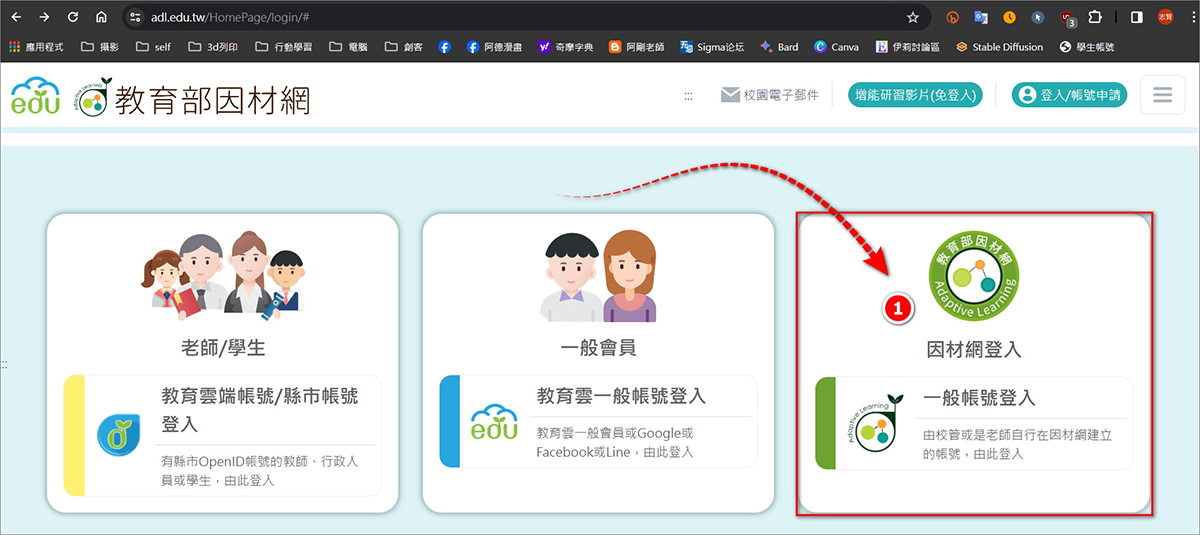 adl.edu.tw/HomePage/login/#
3
志賢
應用程式 攝影 self 3d列印 行動學習 電腦 創客 阿德漫畫 奇摩字典 阿剛老師 Sigma论坛 Bard Canva 伊莉討論區 Stable Diffusion 學生帳號
edu Adaptive Learning 教育部因材網
校園電子郵件 增能研習影片(免登入) 登入/帳號申請
老師/學生
教育雲端帳號/縣市帳號
登入
有縣市OpenID帳號的教師、行政人
員或學生，由此登入
一般會員
edu
教育雲一般帳號登入
教育雲一般會員或Google或
Facebook或Line，由此登入
教育部因材網
Adaptive Learning
1
因材網登入
Adaptive Learning
一般帳號登入
由校管或是老師自行在因材網建立
的帳號，由此登入